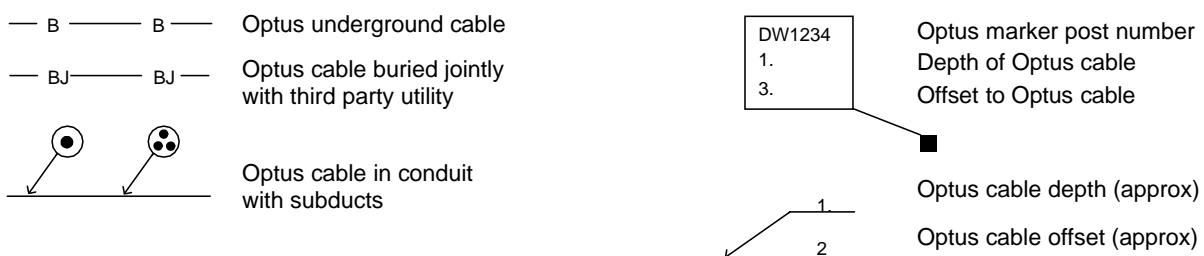 B B Optus underground cable
BJ BJ Optus cable buried jointly
with third party utility
Optus cable in conduit
with subducts
DW1234 Optus marker post number
1. Depth of Optus cable
3. Offset to Optus cable
Optus cable depth (approx)
1.
Optus cable offset (approx)
2